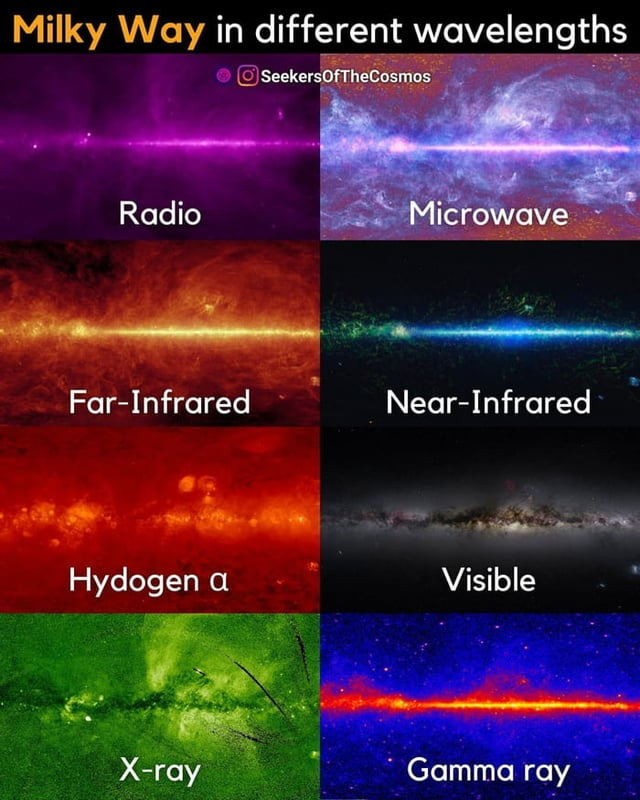 Milky Way in different wavelengths
SeekersOfTheCosmos
Radio
Microwave
Far-Infrared
Near-Infrared
Hydogen α
Visible
X-ray
Gamma ray